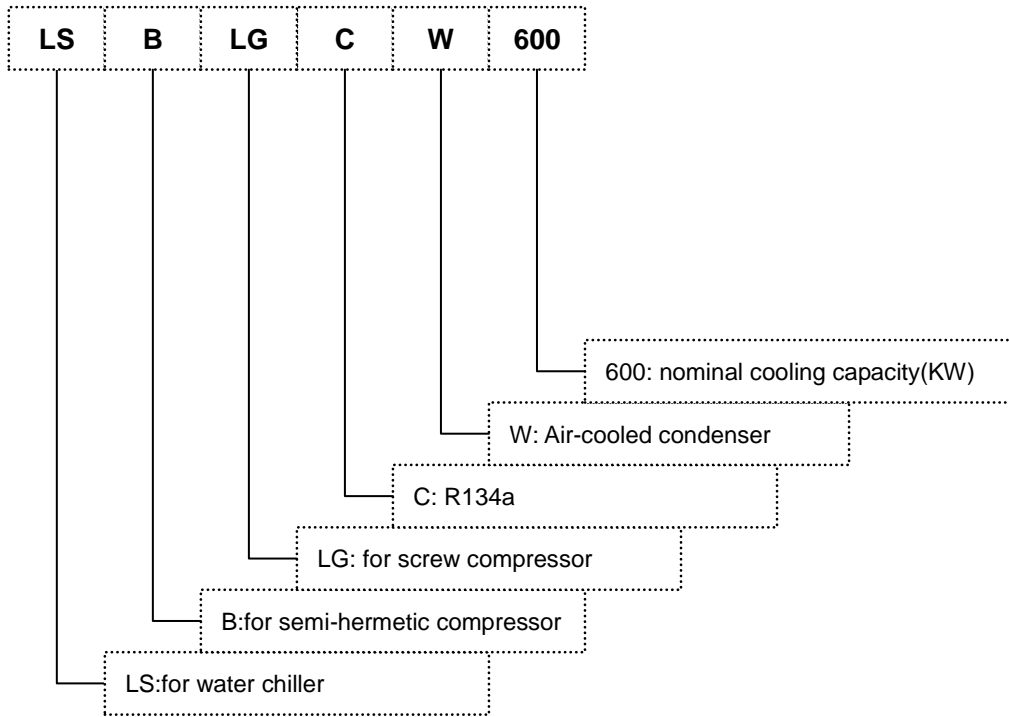 LS B LG C W 600
600: nominal cooling capacity(KW)
W: Air-cooled condenser
C: R134a
LG: for screw compressor
B:for semi-hermetic compressor
LS:for water chiller